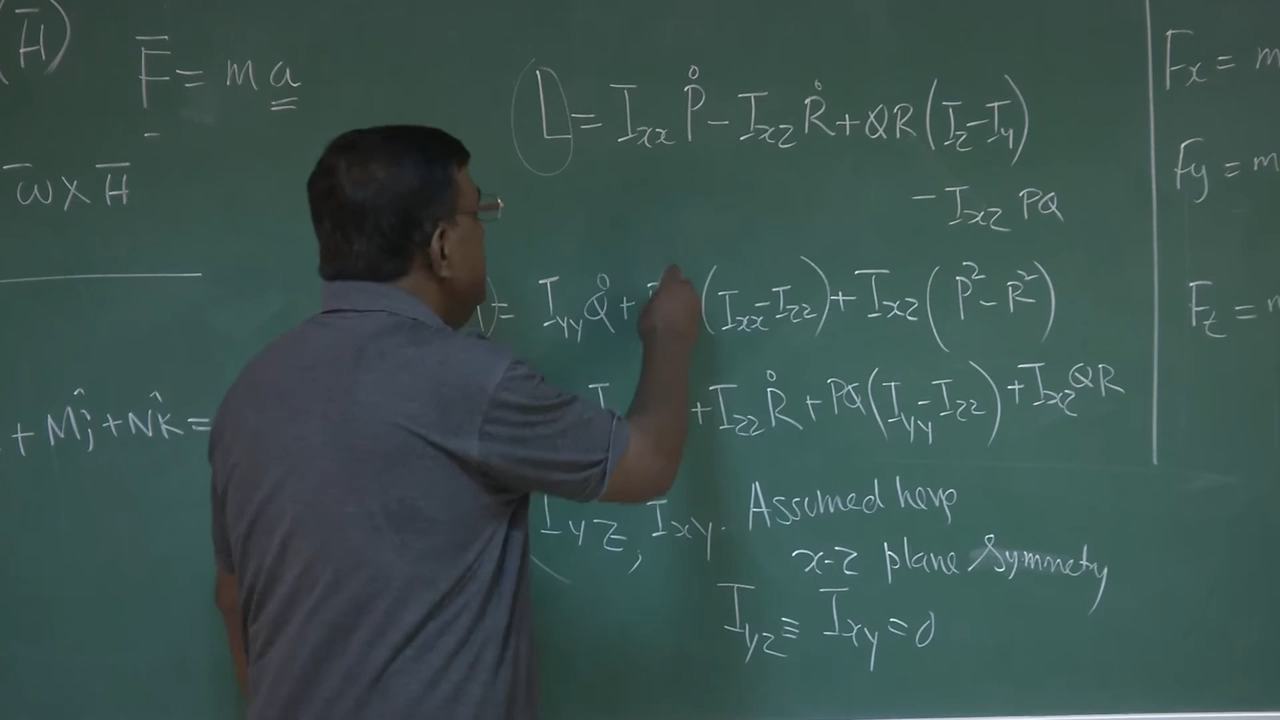 H̄)
F̄ = ma
ω̄ × H̄
+ Mĵ + Nk̂ =
L = Ixx Ṗ - Ixz Ṙ + QR (Iz - Iy)
- Ixz PQ
= Iyy Q̇ + (Ixx - Izz) + Ixz (P² - R²)
+ Izz Ṙ + PQ (Iyy - Izz) + Ixz QR
Iyz, Ixy. Assumed here
x-z plane Symmety
Iyz ≡ Ixy = 0
Fx = m
Fy = m
Fz =